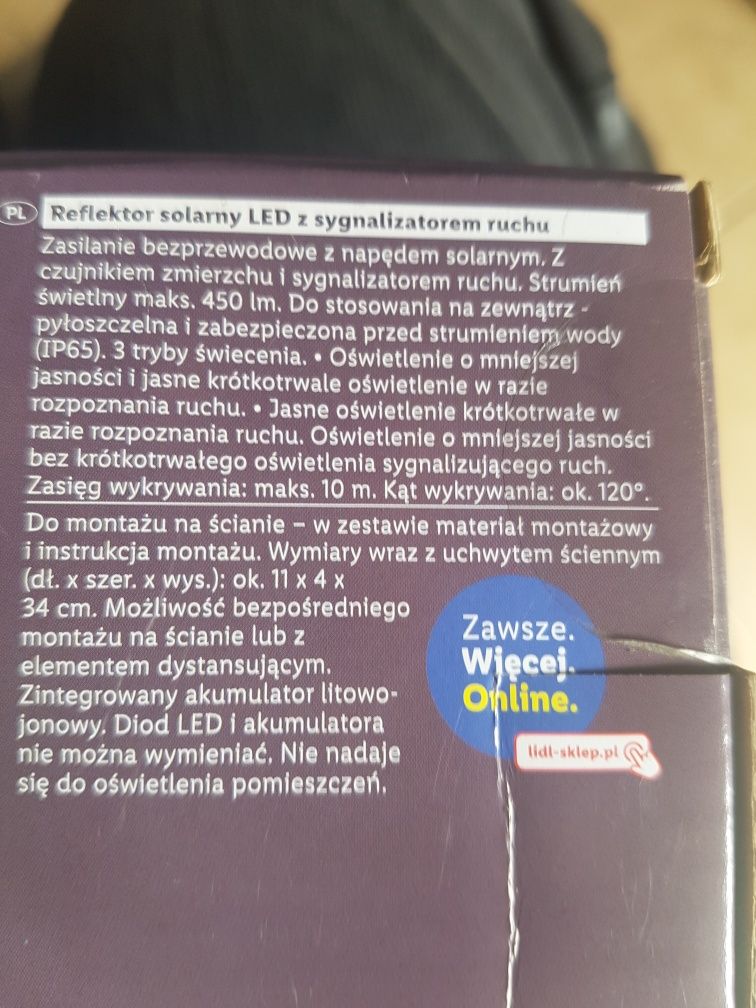 PL Reflektor solarny LED z sygnalizatorem ruchu
Zasilanie bezprzewodowe z napędem solarnym. Z
czujnikiem zmierzchu i sygnalizatorem ruchu. Strumień
świetlny maks. 450 lm. Do stosowania na zewnątrz -
pyłoszczelna i zabezpieczona przed strumieniem wody
(IP65). 3 tryby świecenia. • Oświetlenie o mniejszej
jasności i jasne krótkotrwale oświetlenie w razie
rozpoznania ruchu. • Jasne oświetlenie krótkotrwałe w
razie rozpoznania ruchu. Oświetlenie o mniejszej jasności
bez krótkotrwałego oświetlenia sygnalizującego ruch.
Zasięg wykrywania: maks. 10 m. Kąt wykrywania: ok. 120°.
Do montażu na ścianie – w zestawie materiał montażowy
i instrukcja montażu. Wymiary wraz z uchwytem ściennym
(dł. x szer. x wys.): ok. 11 x 4 x
34 cm. Możliwość bezpośredniego
montażu na ścianie lub z
elementem dystansującym.
Zintegrowany akumulator litowo-
jonowy. Diod LED i akumulatora
nie można wymieniać. Nie nadaje
się do oświetlenia pomieszczeń.
Zawsze.
Więcej.
Online.
lidl-sklep.pl